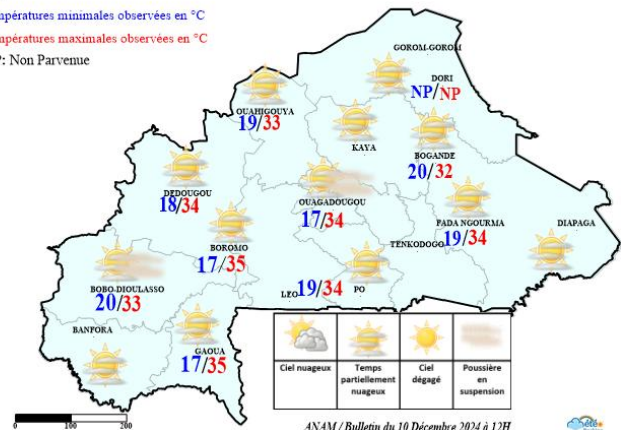 mpératures minimales observées en °C
mpératures maximales observées en °C
: Non Parvenue
GOROM-GOROM
DORI
NP/NP
OUAHIGOUYA
19/33
KAYA
BOGANDE
20/32
DEDOUGOU
18/34
OUAGADOUGOU
17/34
FADA NGOURMA
19/34
DIAPAGA
BOROMO
17/35
TENKODOGO
BOBO-DIOULASSO
20/33
LEO
19/34
PO
BANFORA
GAOUA
17/35
Ciel nuageux
Temps partiellement nuageux
Ciel dégagé
Poussière en suspension
0 100 200
ANAM / Bulletin du 10 Décembre 2024 à 12H